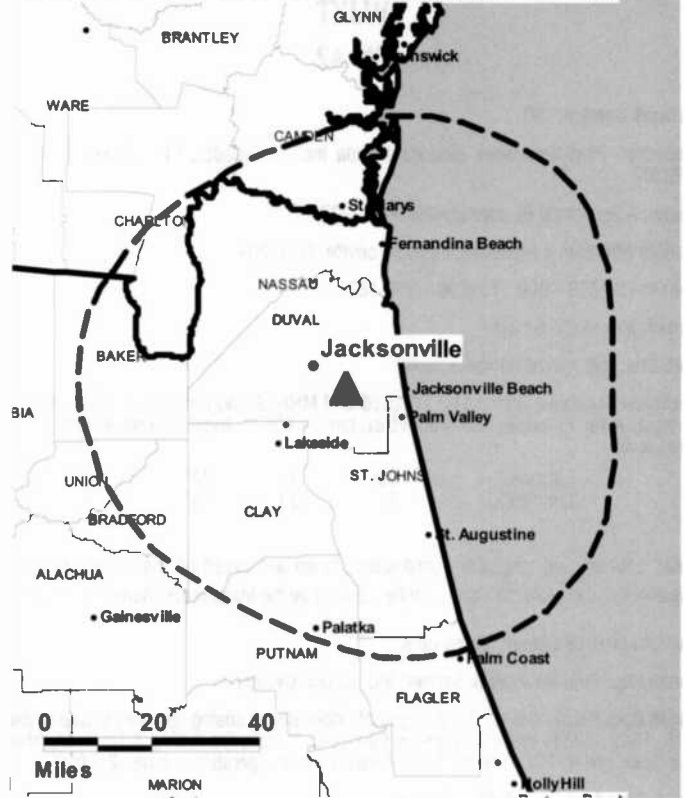 GLYNN
BRANTLEY
WARE
CAMDEN
St. Marys
CHARLTO
Fernandina Beach
NASSAU
DUVAL
Jacksonville
BAKER
Jacksonville Beach
BIA
Palm Valley
Lakeside
ST. JOHNS
UNION
CLAY
BRADFORD
St. Augustine
ALACHUA
Gainesville
Palatka
PUTNAM
Palm Coast
FLAGLER
0 20 40
Miles
MARION
Holly Hill